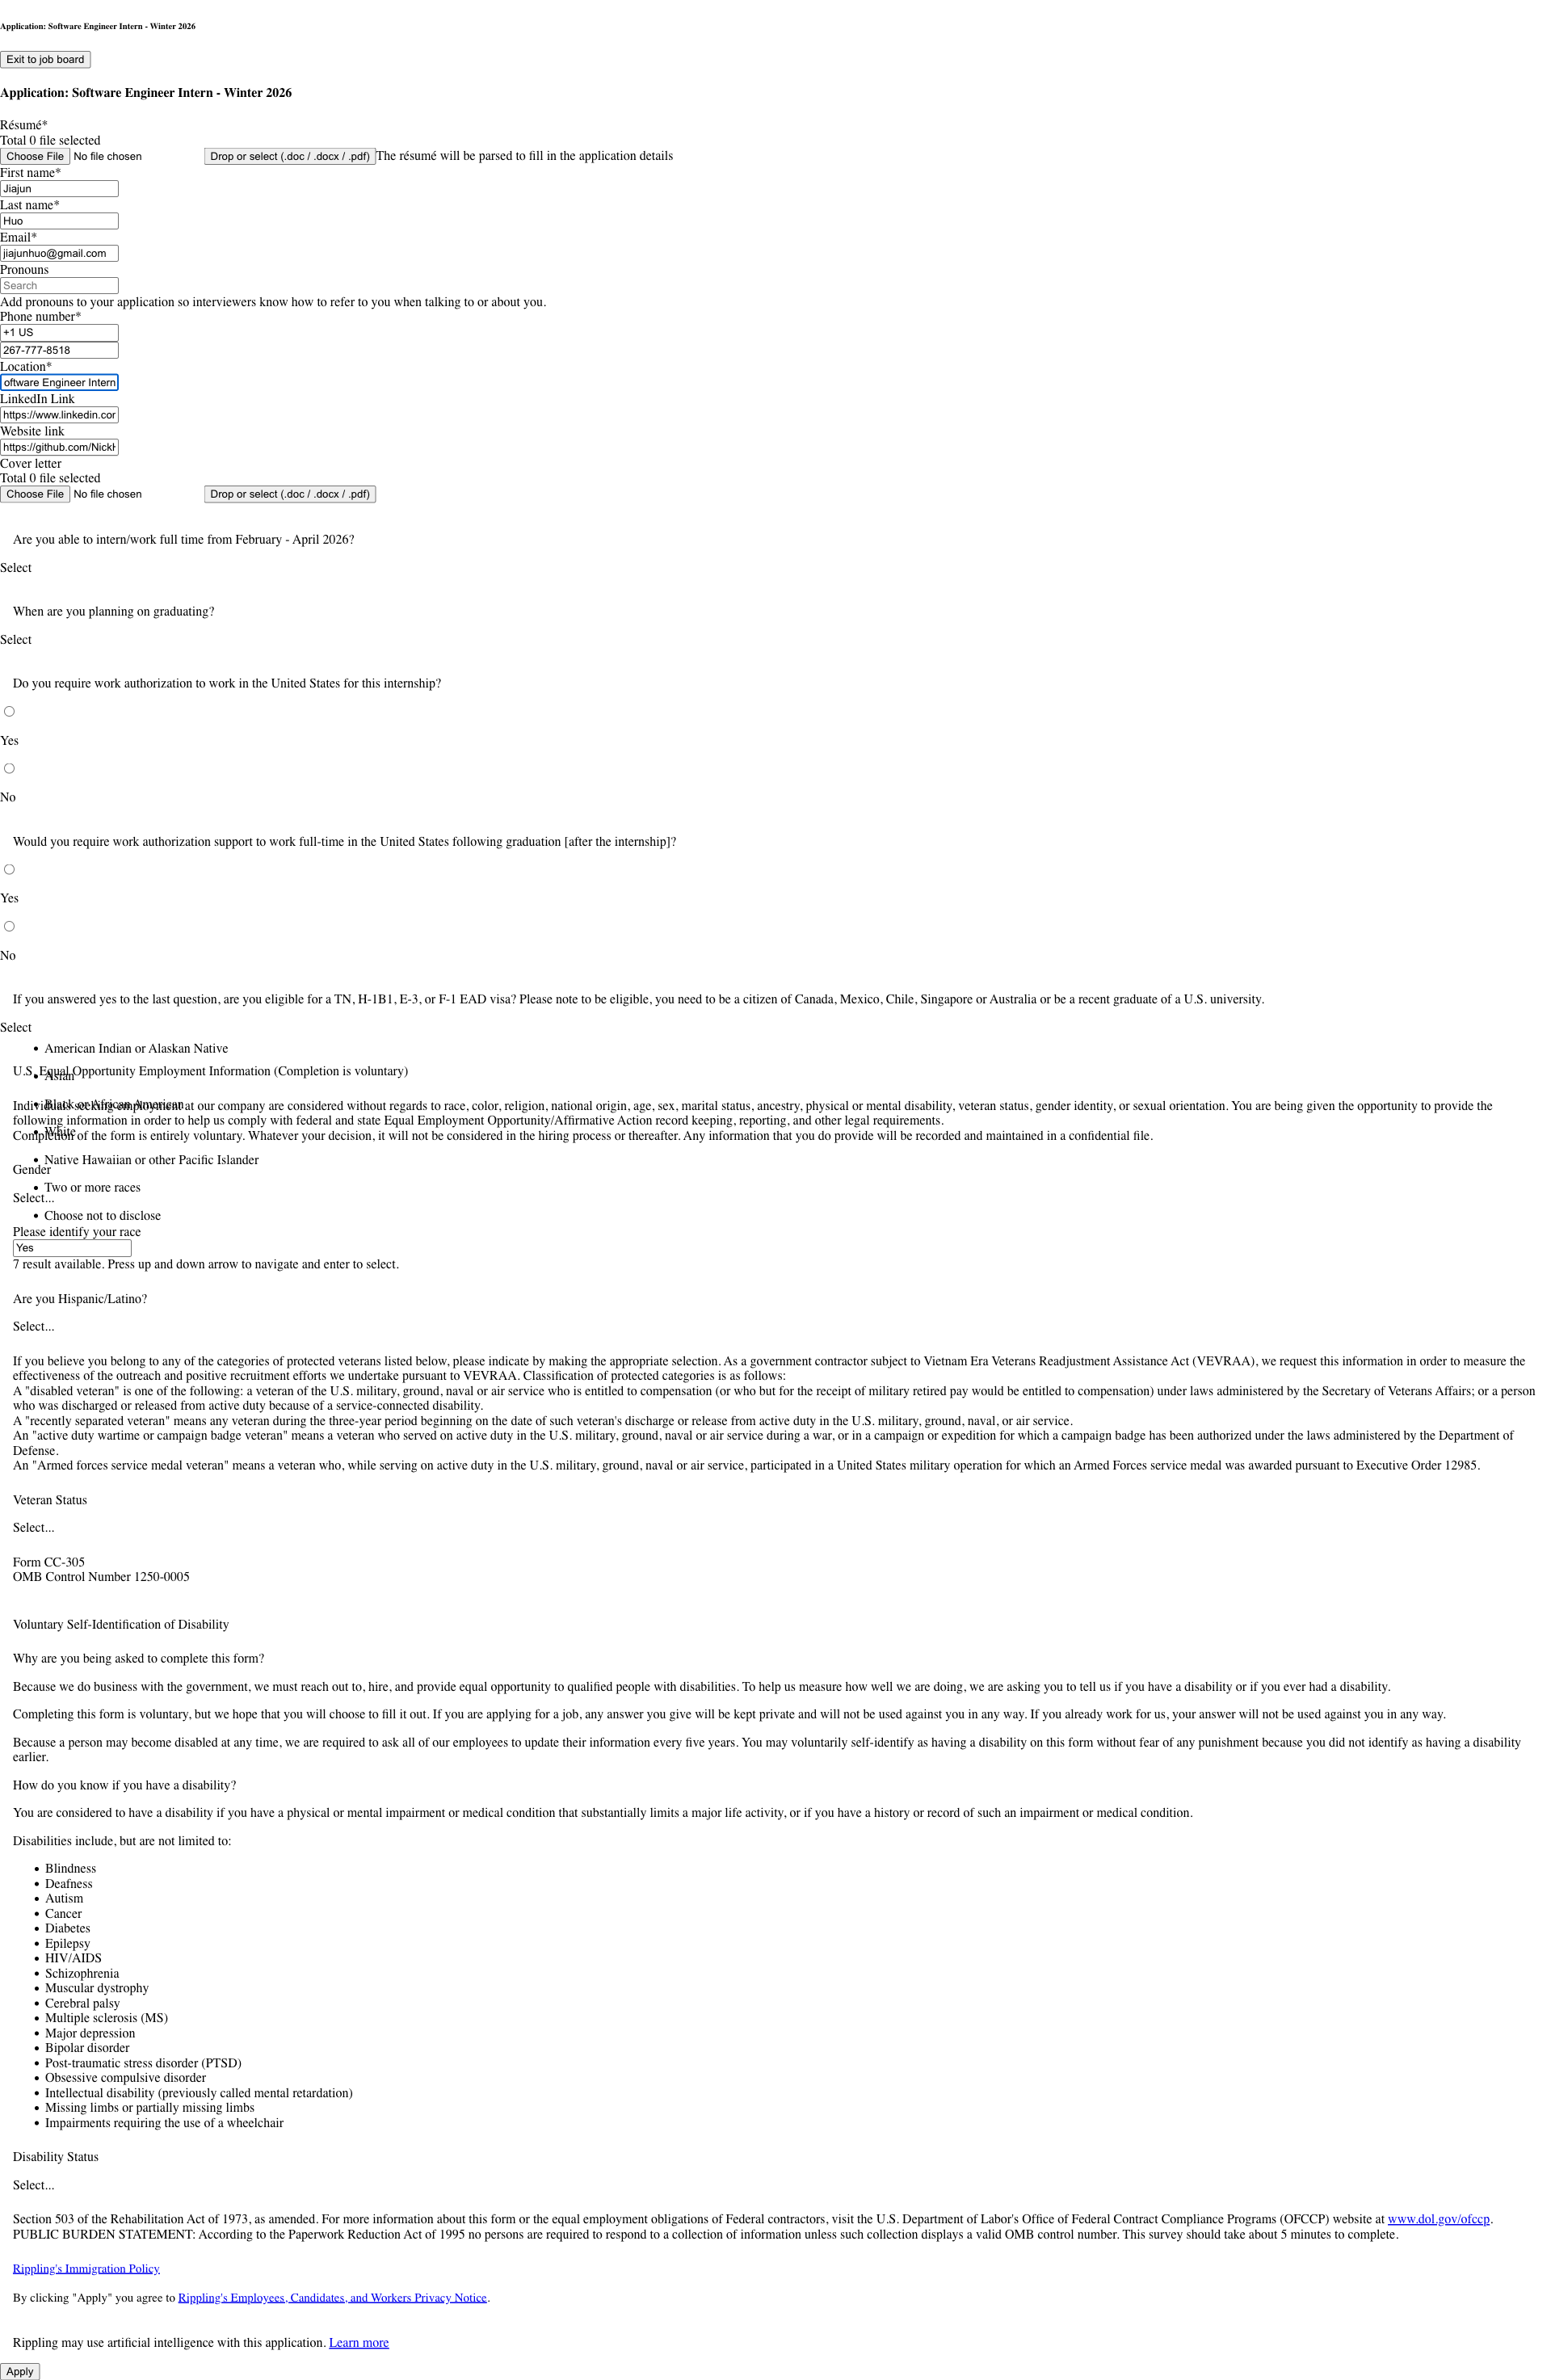 Application: Software Engineer Intern - Winter 2026
Exit to job board
Application: Software Engineer Intern - Winter 2026
Résumé*
Total 0 file selected
Choose File No file chosen Drop or select (.doc / .docx / .pdf) The résumé will be parsed to fill in the application details
First name*
Jiajun
Last name*
Huo
Email*
jiajunhuo@gmail.com
Pronouns
Search
Add pronouns to your application so interviewers know how to refer to you when talking to or about you.
Phone number*
+1 US
267-777-8518
Location*
oftware Engineer Intern
LinkedIn Link
https://www.linkedin.cor
Website link
https://github.com/Nick
Cover letter
Total 0 file selected
Choose File No file chosen Drop or select (.doc / .docx / .pdf)
Are you able to intern/work full time from February - April 2026?
Select
When are you planning on graduating?
Select
Do you require work authorization to work in the United States for this internship?
Yes
No
Would you require work authorization support to work full-time in the United States following graduation [after the internship]?
Yes
No
If you answered yes to the last question, are you eligible for a TN, H-1B1, E-3, or F-1 EAD visa? Please note to be eligible, you need to be a citizen of Canada, Mexico, Chile, Singapore or Australia or be a recent graduate of a U.S. university.
Select
• American Indian or Alaskan Native
U.S. Equal Opportunity Employment Information (Completion is voluntary)
• Asian
• Black or African American
Individuals seeking employment at our company are considered without regards to race, color, religion, national origin, age, sex, marital status, ancestry, physical or mental disability, veteran status, gender identity, or sexual orientation. You are being given the opportunity to provide the
following information in order to help us comply with federal and state Equal Employment Opportunity/Affirmative Action record keeping, reporting, and other legal requirements.
• White
Completion of the form is entirely voluntary. Whatever your decision, it will not be considered in the hiring process or thereafter. Any information that you do provide will be recorded and maintained in a confidential file.
• Native Hawaiian or other Pacific Islander
Gender
• Two or more races
Select...
• Choose not to disclose
Please identify your race
Yes
7 result available. Press up and down arrow to navigate and enter to select.
Are you Hispanic/Latino?
Select...
If you believe you belong to any of the categories of protected veterans listed below, please indicate by making the appropriate selection. As a government contractor subject to Vietnam Era Veterans Readjustment Assistance Act (VEVRAA), we request this information in order to measure the
effectiveness of the outreach and positive recruitment efforts we undertake pursuant to VEVRAA. Classification of protected categories is as follows:
A "disabled veteran" is one of the following: a veteran of the U.S. military, ground, naval or air service who is entitled to compensation (or who but for the receipt of military retired pay would be entitled to compensation) under laws administered by the Secretary of Veterans Affairs; or a person
who was discharged or released from active duty because of a service-connected disability.
A "recently separated veteran" means any veteran during the three-year period beginning on the date of such veteran's discharge or release from active duty in the U.S. military, ground, naval, or air service.
An "active duty wartime or campaign badge veteran" means a veteran who served on active duty in the U.S. military, ground, naval or air service during a war, or in a campaign or expedition for which a campaign badge has been authorized under the laws administered by the Department of
Defense.
An "Armed forces service medal veteran" means a veteran who, while serving on active duty in the U.S. military, ground, naval or air service, participated in a United States military operation for which an Armed Forces service medal was awarded pursuant to Executive Order 12985.
Veteran Status
Select...
Form CC-305
OMB Control Number 1250-0005
Voluntary Self-Identification of Disability
Why are you being asked to complete this form?
Because we do business with the government, we must reach out to, hire, and provide equal opportunity to qualified people with disabilities. To help us measure how well we are doing, we are asking you to tell us if you have a disability or if you ever had a disability.
Completing this form is voluntary, but we hope that you will choose to fill it out. If you are applying for a job, any answer you give will be kept private and will not be used against you in any way. If you already work for us, your answer will not be used against you in any way.
Because a person may become disabled at any time, we are required to ask all of our employees to update their information every five years. You may voluntarily self-identify as having a disability on this form without fear of any punishment because you did not identify as having a disability
earlier.
How do you know if you have a disability?
You are considered to have a disability if you have a physical or mental impairment or medical condition that substantially limits a major life activity, or if you have a history or record of such an impairment or medical condition.
Disabilities include, but are not limited to:
• Blindness
• Deafness
• Autism
• Cancer
• Diabetes
• Epilepsy
• HIV/AIDS
• Schizophrenia
• Muscular dystrophy
• Cerebral palsy
• Multiple sclerosis (MS)
• Major depression
• Bipolar disorder
• Post-traumatic stress disorder (PTSD)
• Obsessive compulsive disorder
• Intellectual disability (previously called mental retardation)
• Missing limbs or partially missing limbs
• Impairments requiring the use of a wheelchair
Disability Status
Select...
Section 503 of the Rehabilitation Act of 1973, as amended. For more information about this form or the equal employment obligations of Federal contractors, visit the U.S. Department of Labor's Office of Federal Contract Compliance Programs (OFCCP) website at www.dol.gov/ofccp.
PUBLIC BURDEN STATEMENT: According to the Paperwork Reduction Act of 1995 no persons are required to respond to a collection of information unless such collection displays a valid OMB control number. This survey should take about 5 minutes to complete.
Rippling's Immigration Policy
By clicking "Apply" you agree to Rippling's Employees, Candidates, and Workers Privacy Notice.
Rippling may use artificial intelligence with this application. Learn more
Apply